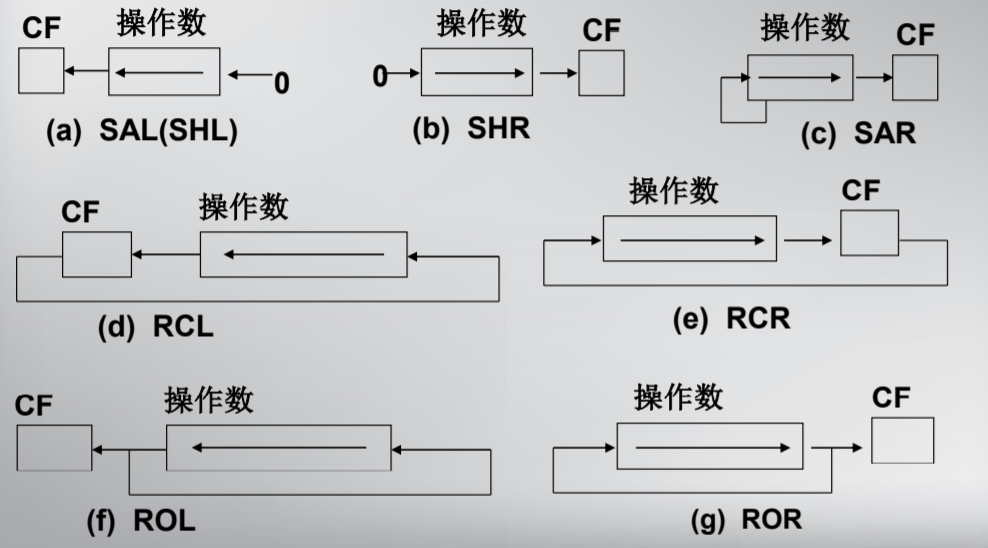 CF 操作数 0
(a) SAL(SHL)
操作数 CF 0
(b) SHR
操作数 CF
(c) SAR
CF 操作数
(d) RCL
操作数 CF
(e) RCR
CF 操作数
(f) ROL
操作数 CF
(g) ROR